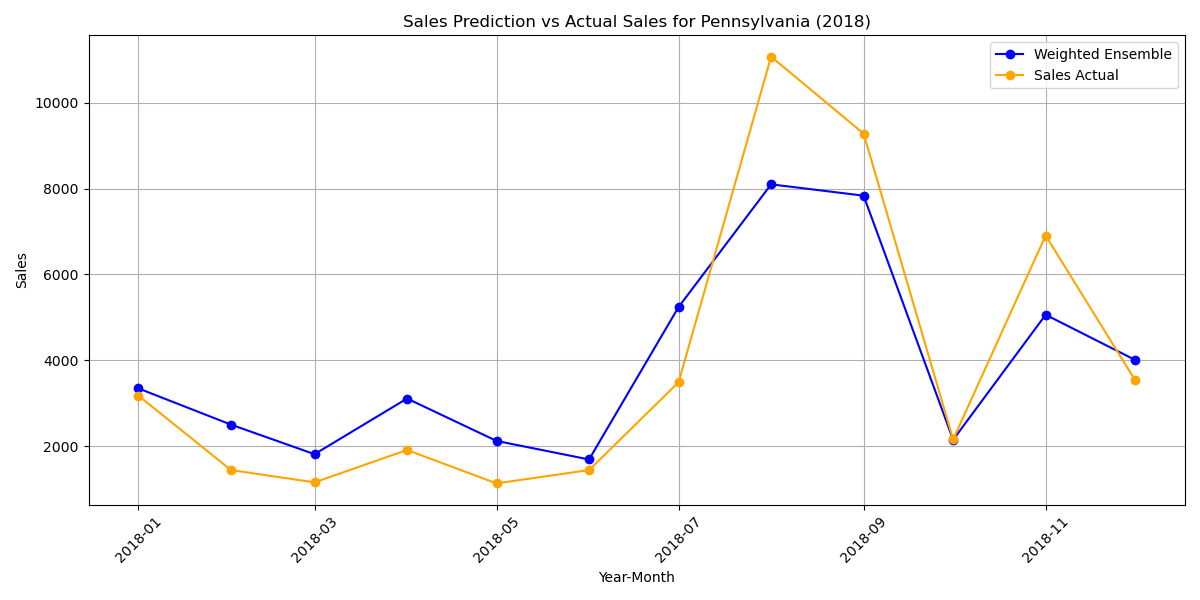 Sales Prediction vs Actual Sales for Pennsylvania (2018)
Weighted Ensemble
Sales Actual
10000
8000
6000
4000
2000
Sales
2018-01
2018-03
2018-05
2018-07
2018-09
2018-11
Year-Month